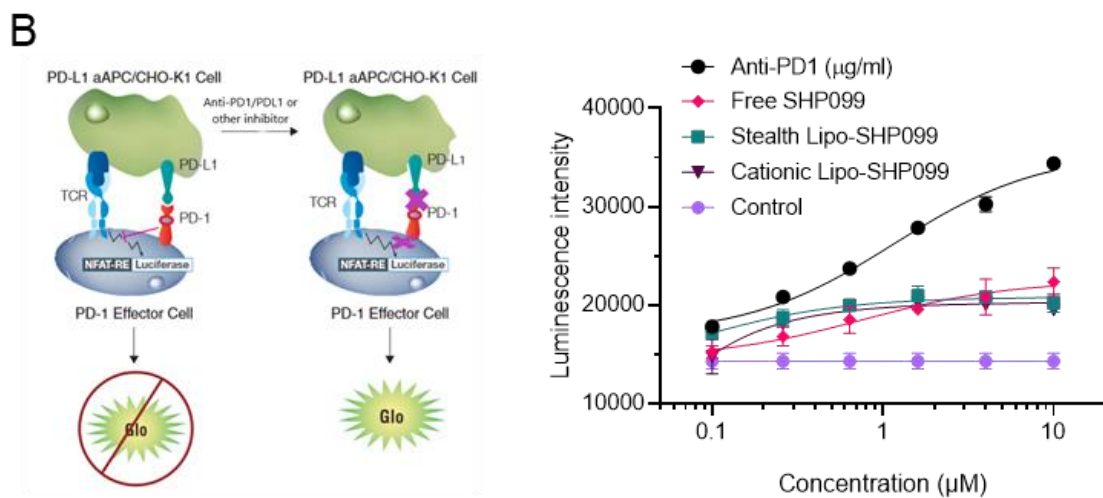 B
PD-L1 aAPC/CHO-K1 Cell
PD-L1 aAPC/CHO-K1 Cell
Anti-PD1/PDL1 or
other inhibitor
PD-L1
PD-L1
TCR
TCR
PD-1
PD-1
NFAT-RE Luciferase
NFAT-RE Luciferase
PD-1 Effector Cell
PD-1 Effector Cell
Glo
Glo
Anti-PD1 (μg/ml)
Free SHP099
Stealth Lipo-SHP099
Cationic Lipo-SHP099
Control
Luminescence intensity
40000
30000
20000
10000
0.1
1
10
Concentration (μM)